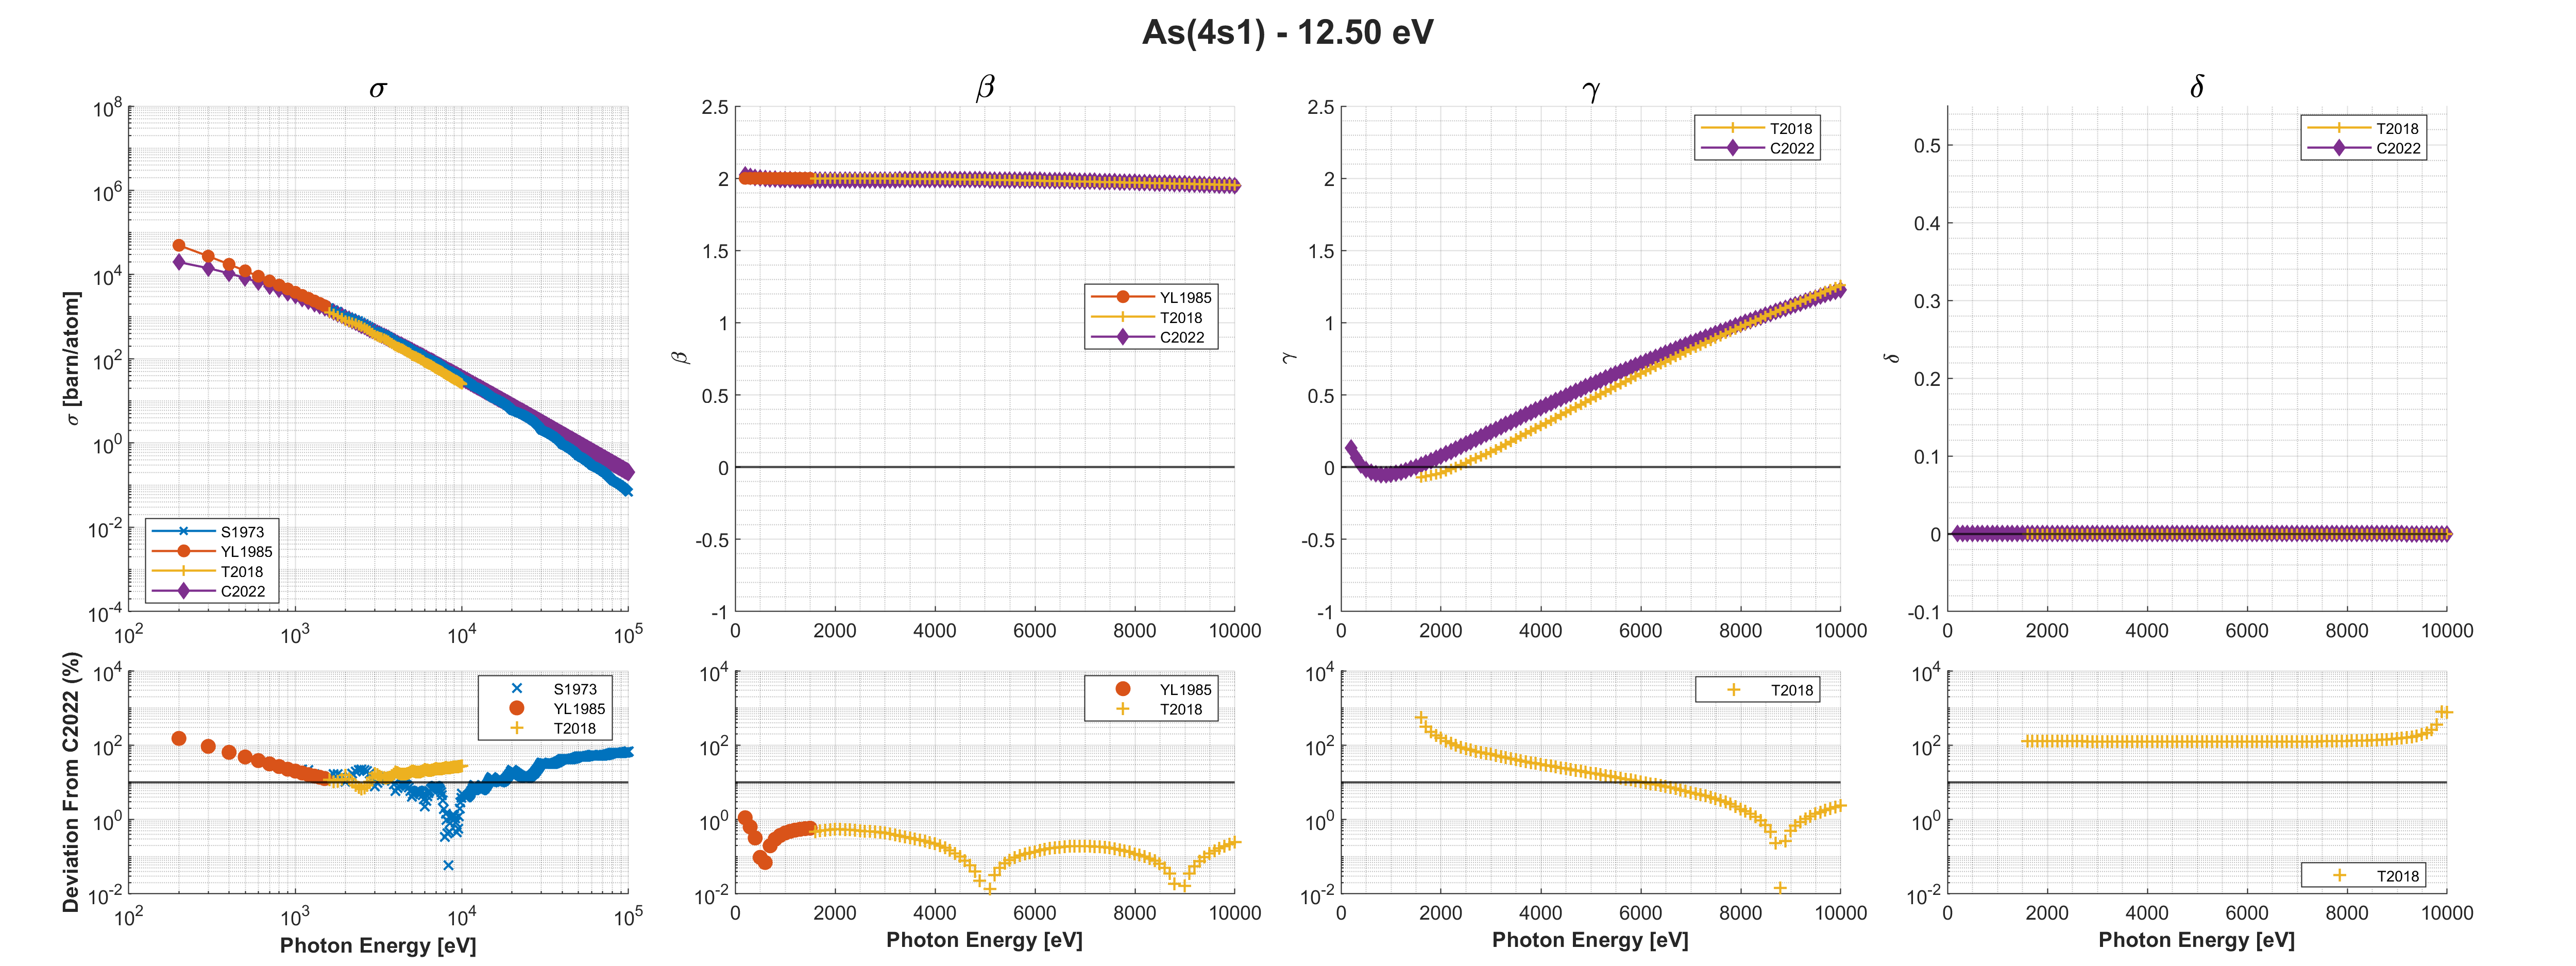 As(4s1) - 12.50 eV
σ
σ [barn/atom]
10^8
10^6
10^4
10^2
10^0
10^-2
10^-4
10^2
10^3
10^4
10^5
S1973
YL1985
T2018
C2022
β
β
2.5
2
1.5
1
0.5
0
-0.5
-1
0
2000
4000
6000
8000
10000
YL1985
T2018
C2022
γ
γ
2.5
2
1.5
1
0.5
0
-0.5
-1
0
2000
4000
6000
8000
10000
T2018
C2022
δ
δ
0.5
0.4
0.3
0.2
0.1
0
-0.1
0
2000
4000
6000
8000
10000
T2018
C2022
Deviation From C2022 (%)
10^4
10^2
10^0
10^-2
10^2
10^3
10^4
10^5
Photon Energy [eV]
S1973
YL1985
T2018
10^4
10^2
10^0
10^-2
0
2000
4000
6000
8000
10000
Photon Energy [eV]
YL1985
T2018
10^4
10^2
10^0
10^-2
0
2000
4000
6000
8000
10000
Photon Energy [eV]
T2018
10^4
10^2
10^0
10^-2
0
2000
4000
6000
8000
10000
Photon Energy [eV]
T2018